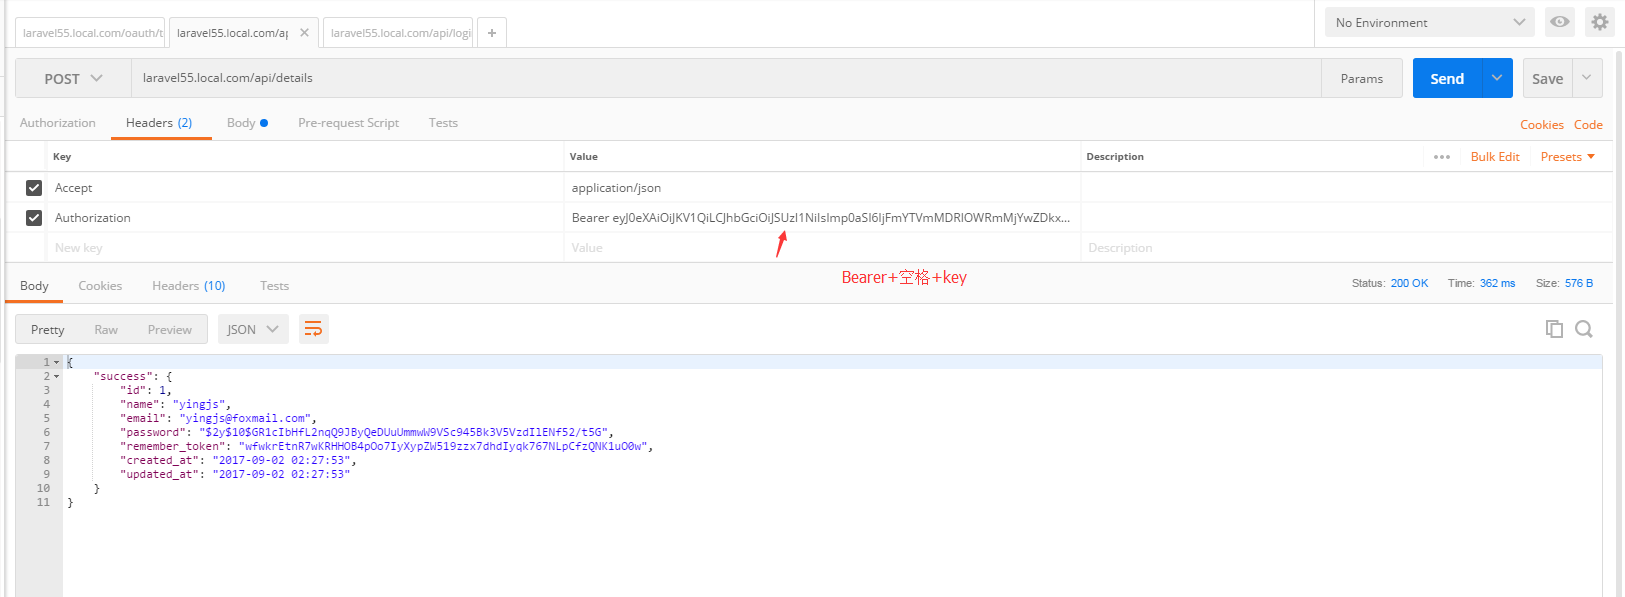 laravel55.local.com/oauth/t laravel55.local.com/ap × laravel55.local.com/api/logi + No Environment
POST laravel55.local.com/api/details Params Send Save
Authorization Headers (2) Body Pre-request Script Tests Cookies Code
Key Value Description ••• Bulk Edit Presets
Accept application/json
Authorization Bearer eyJ0eXAiOiJKV1QiLCJhbGciOiJSUzI1NiIsImp0aSI6IjFmYTVmMDRlOWRmMjYwZDkx...
New key Value Description
Bearer+空格+key
Body Cookies Headers (10) Tests Status: 200 OK Time: 362 ms Size: 576 B
Pretty Raw Preview JSON
1 {
2 "success": {
3 "id": 1,
4 "name": "yingjs",
5 "email": "yingjs@foxmail.com",
6 "password": "$2y$10$GR1cIbHfL2nqQ9JByQeDUuUmmwW9VSc945Bk3V5VzdIlENf52/t5G",
7 "remember_token": "wfwkrEtnR7wKRHHOB4pOo7IyXypZW519zzx7dhdIyqk767NLpCfzQNK1uO0w",
8 "created_at": "2017-09-02 02:27:53",
9 "updated_at": "2017-09-02 02:27:53"
10 }
11 }